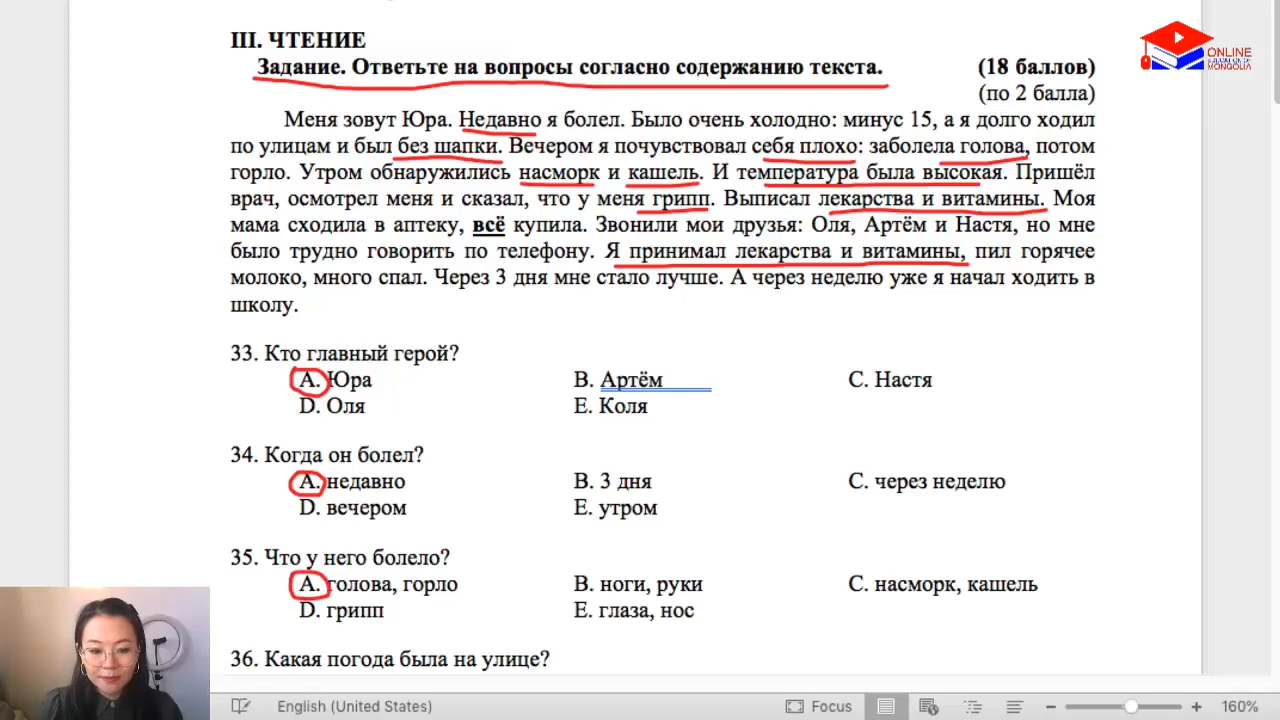 III. ЧТЕНИЕ
Задание. Ответьте на вопросы согласно содержанию текста. (18 баллов)
(по 2 балла)
Меня зовут Юра. Недавно я болел. Было очень холодно: минус 15, а я долго ходил
по улицам и был без шапки. Вечером я почувствовал себя плохо: заболела голова, потом
горло. Утром обнаружились насморк и кашель. И температура была высокая. Пришёл
врач, осмотрел меня и сказал, что у меня грипп. Выписал лекарства и витамины. Моя
мама сходила в аптеку, всё купила. Звонили мои друзья: Оля, Артём и Настя, но мне
было трудно говорить по телефону. Я принимал лекарства и витамины, пил горячее
молоко, много спал. Через 3 дня мне стало лучше. А через неделю уже я начал ходить в
школу.
33. Кто главный герой?
A. Юра B. Артём C. Настя
D. Оля E. Коля
34. Когда он болел?
A. недавно B. 3 дня C. через неделю
D. вечером E. утром
35. Что у него болело?
A. голова, горло B. ноги, руки C. насморк, кашель
D. грипп E. глаза, нос
36. Какая погода была на улице?
ONLINE
EDUCATION OF
MONGOLIA
English (United States) Focus 160%